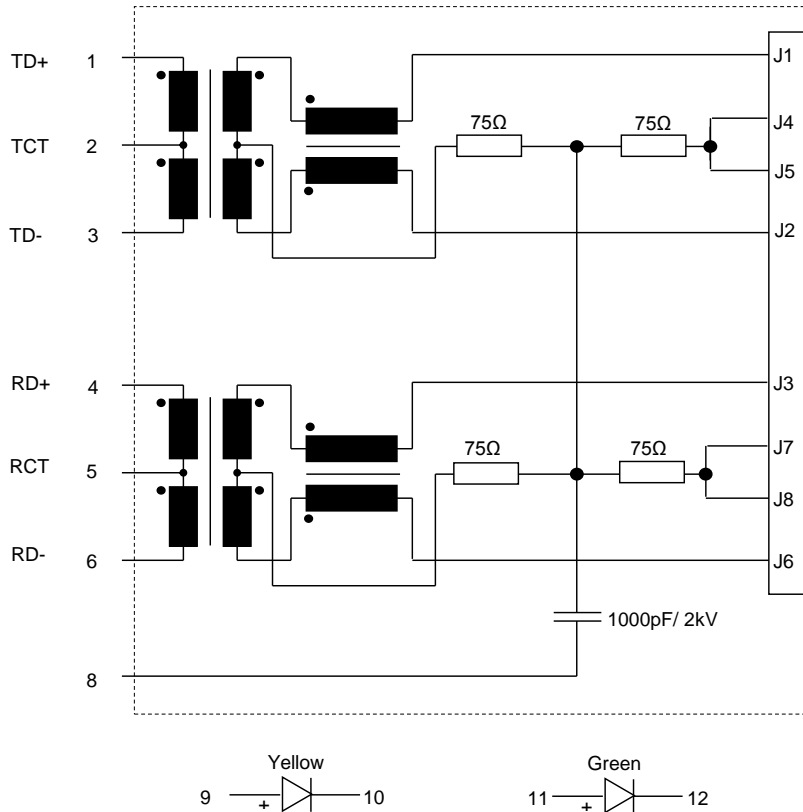 TD+ 1 J1
75Ω 75Ω J4
TCT 2
J5
TD- 3 J2
RD+ 4 J3
75Ω 75Ω J7
RCT 5
J8
RD- 6 J6
1000pF/ 2kV
8
Yellow Green
9 + 10 11 + 12